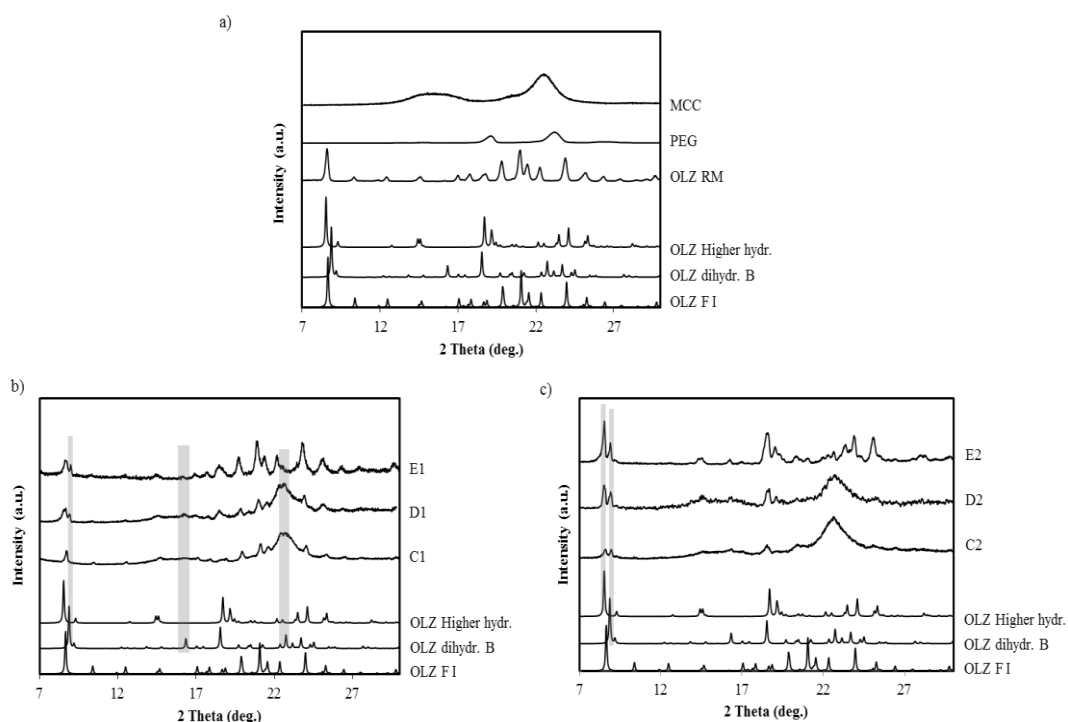 a)
Intensity (a.u.)
MCC
PEG
OLZ RM
OLZ Higher hydr.
OLZ dihydr. B
OLZ F I
7 12 17 22 27
2 Theta (deg.)
b)
Intensity (a.u.)
E1
D1
C1
OLZ Higher hydr.
OLZ dihydr. B
OLZ F I
7 12 17 22 27
2 Theta (deg.)
c)
Intensity (a.u.)
E2
D2
C2
OLZ Higher hydr.
OLZ dihydr. B
OLZ F I
7 12 17 22 27
2 Theta (deg.)